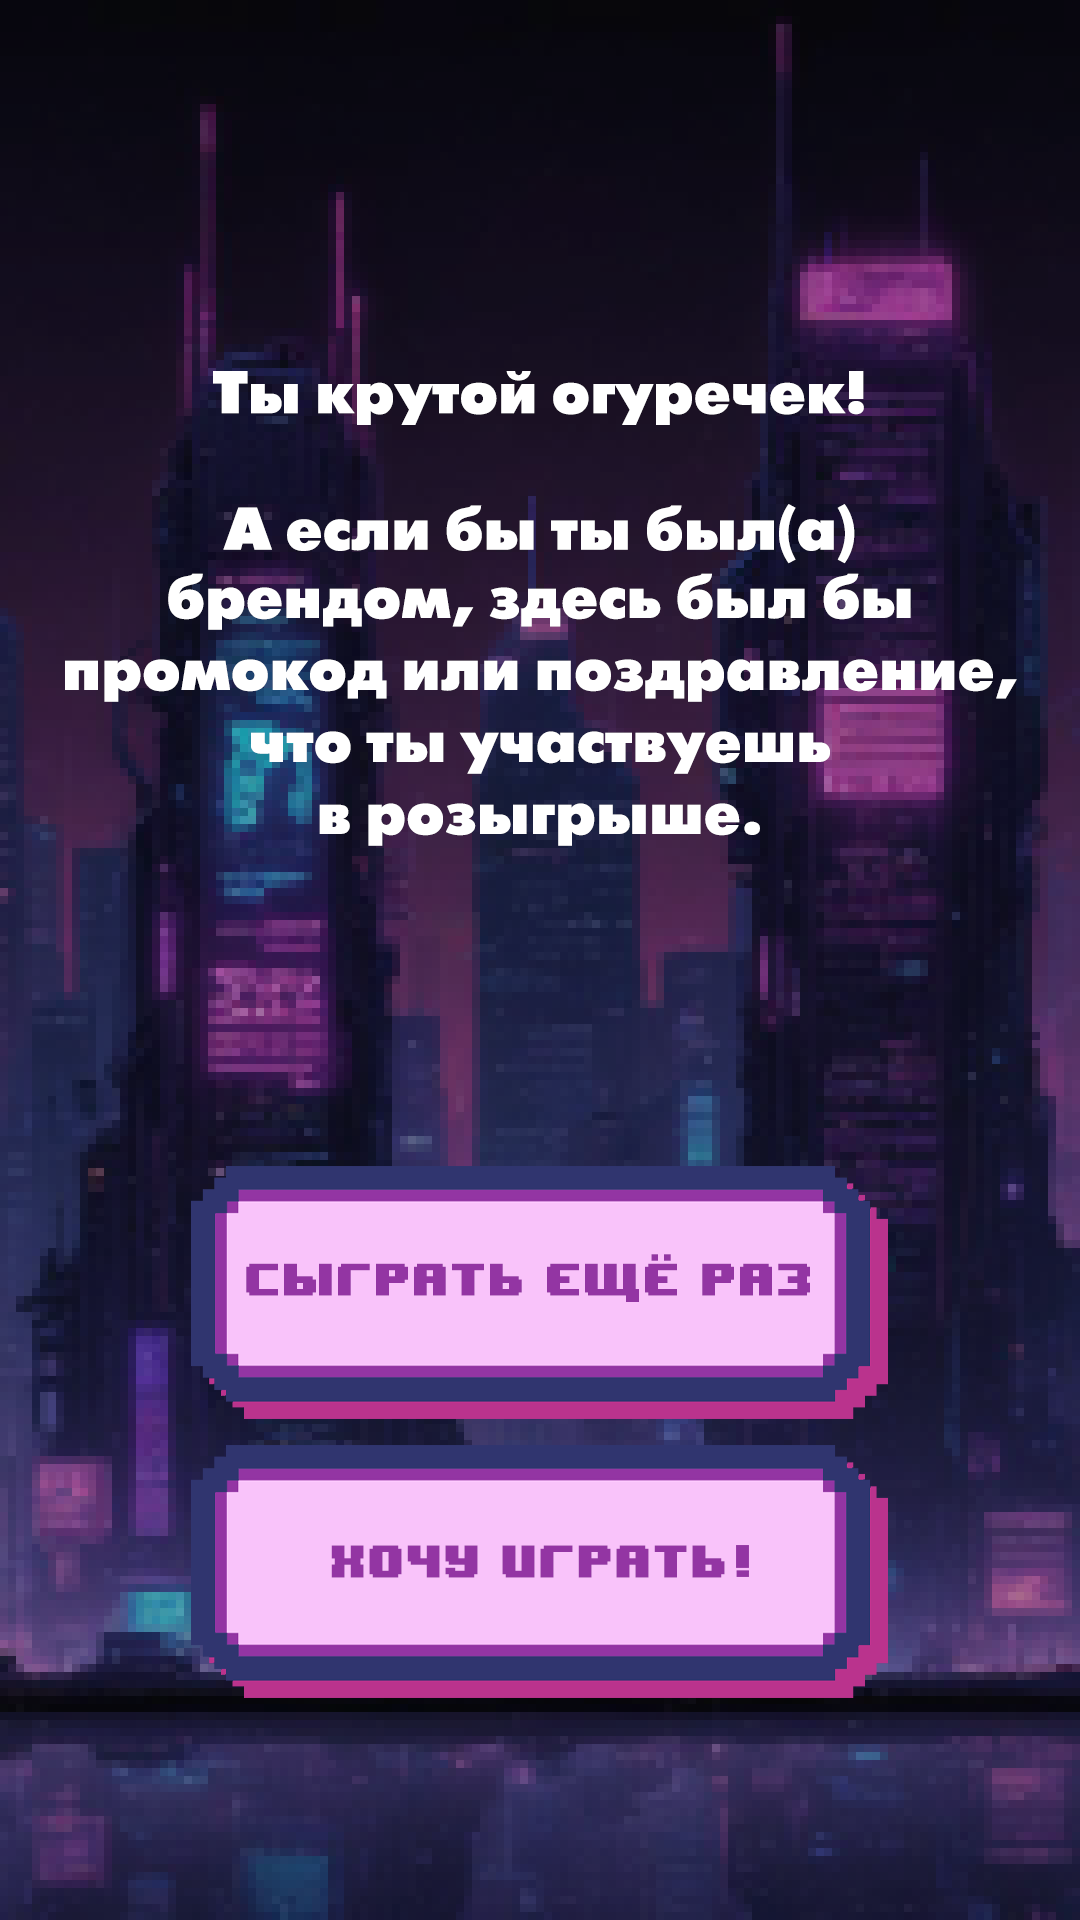 Ты крутой огуречек!
А если бы ты был(а)
брендом, здесь был бы
промокод или поздравление,
что ты участвуешь
в розыгрыше.
СЫГРАТЬ ЕЩЁ РАЗ
ХОЧУ ИГРАТЬ!